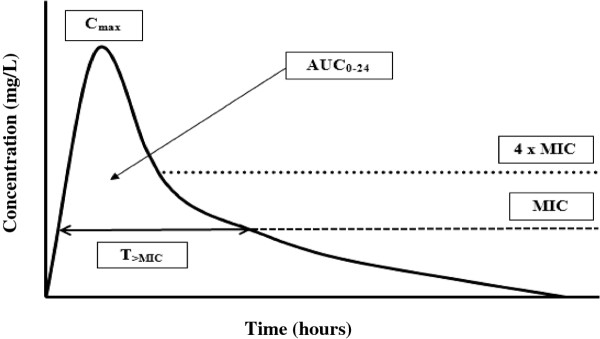 Cmax
AUC0-24
4 x MIC
MIC
T>MIC
Concentration (mg/L)
Time (hours)